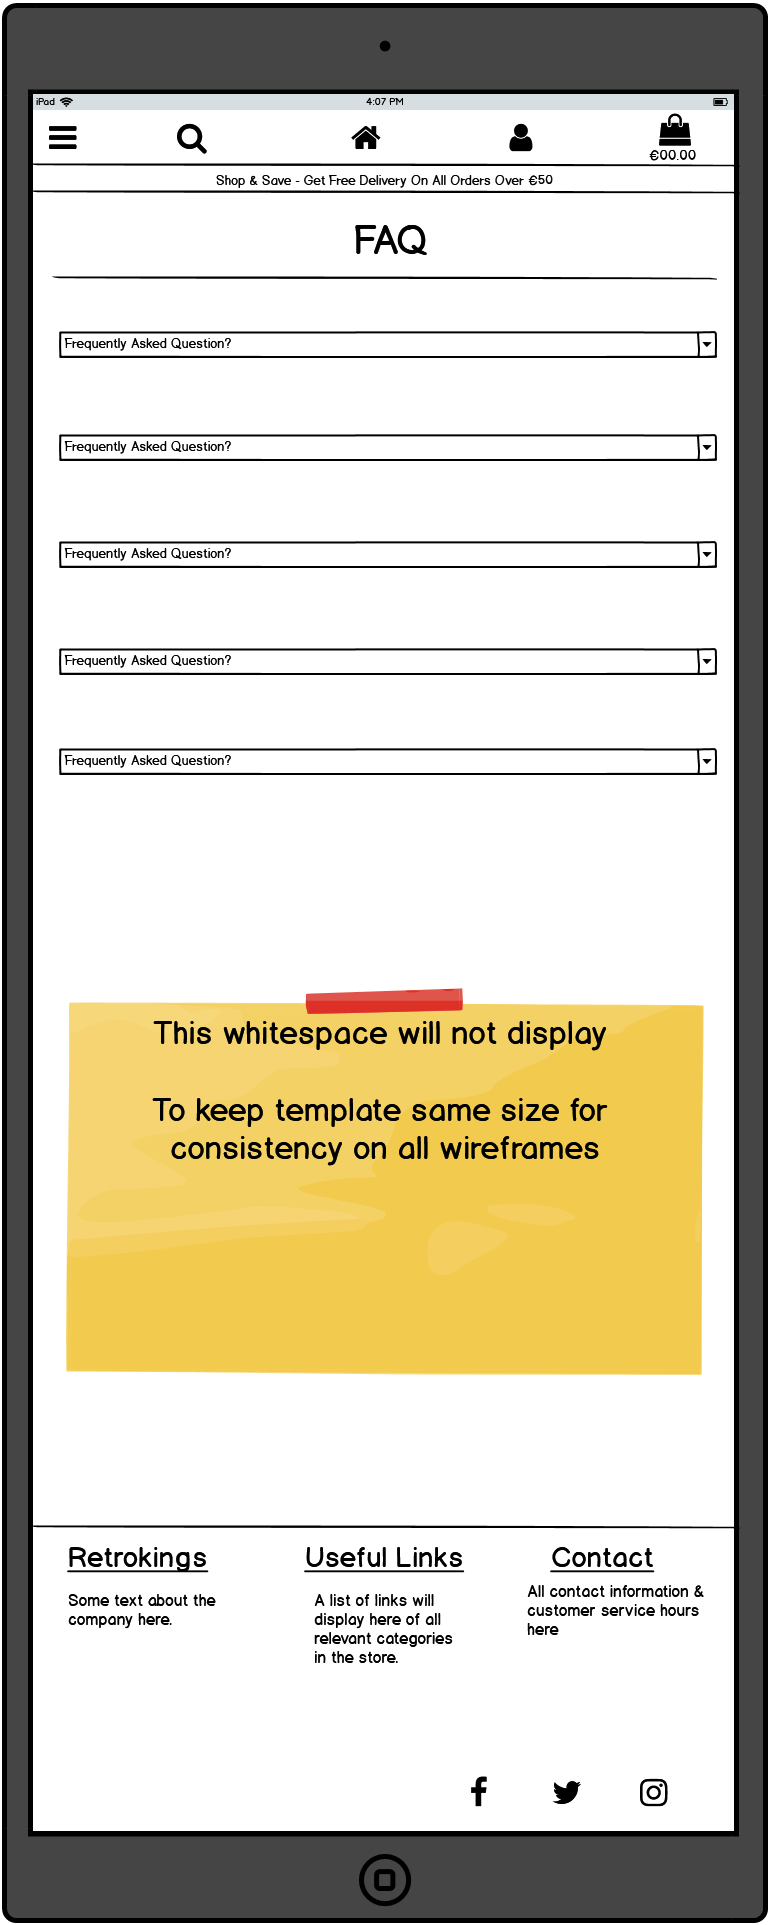 iPad
4:07 PM
€00.00
Shop & Save - Get Free Delivery On All Orders Over €50
FAQ
Frequently Asked Question?
Frequently Asked Question?
Frequently Asked Question?
Frequently Asked Question?
Frequently Asked Question?
This whitespace will not display
To keep template same size for
consistency on all wireframes
Retrokings
Some text about the
company here.
Useful Links
A list of links will
display here of all
relevant categories
in the store.
Contact
All contact information &
customer service hours
here